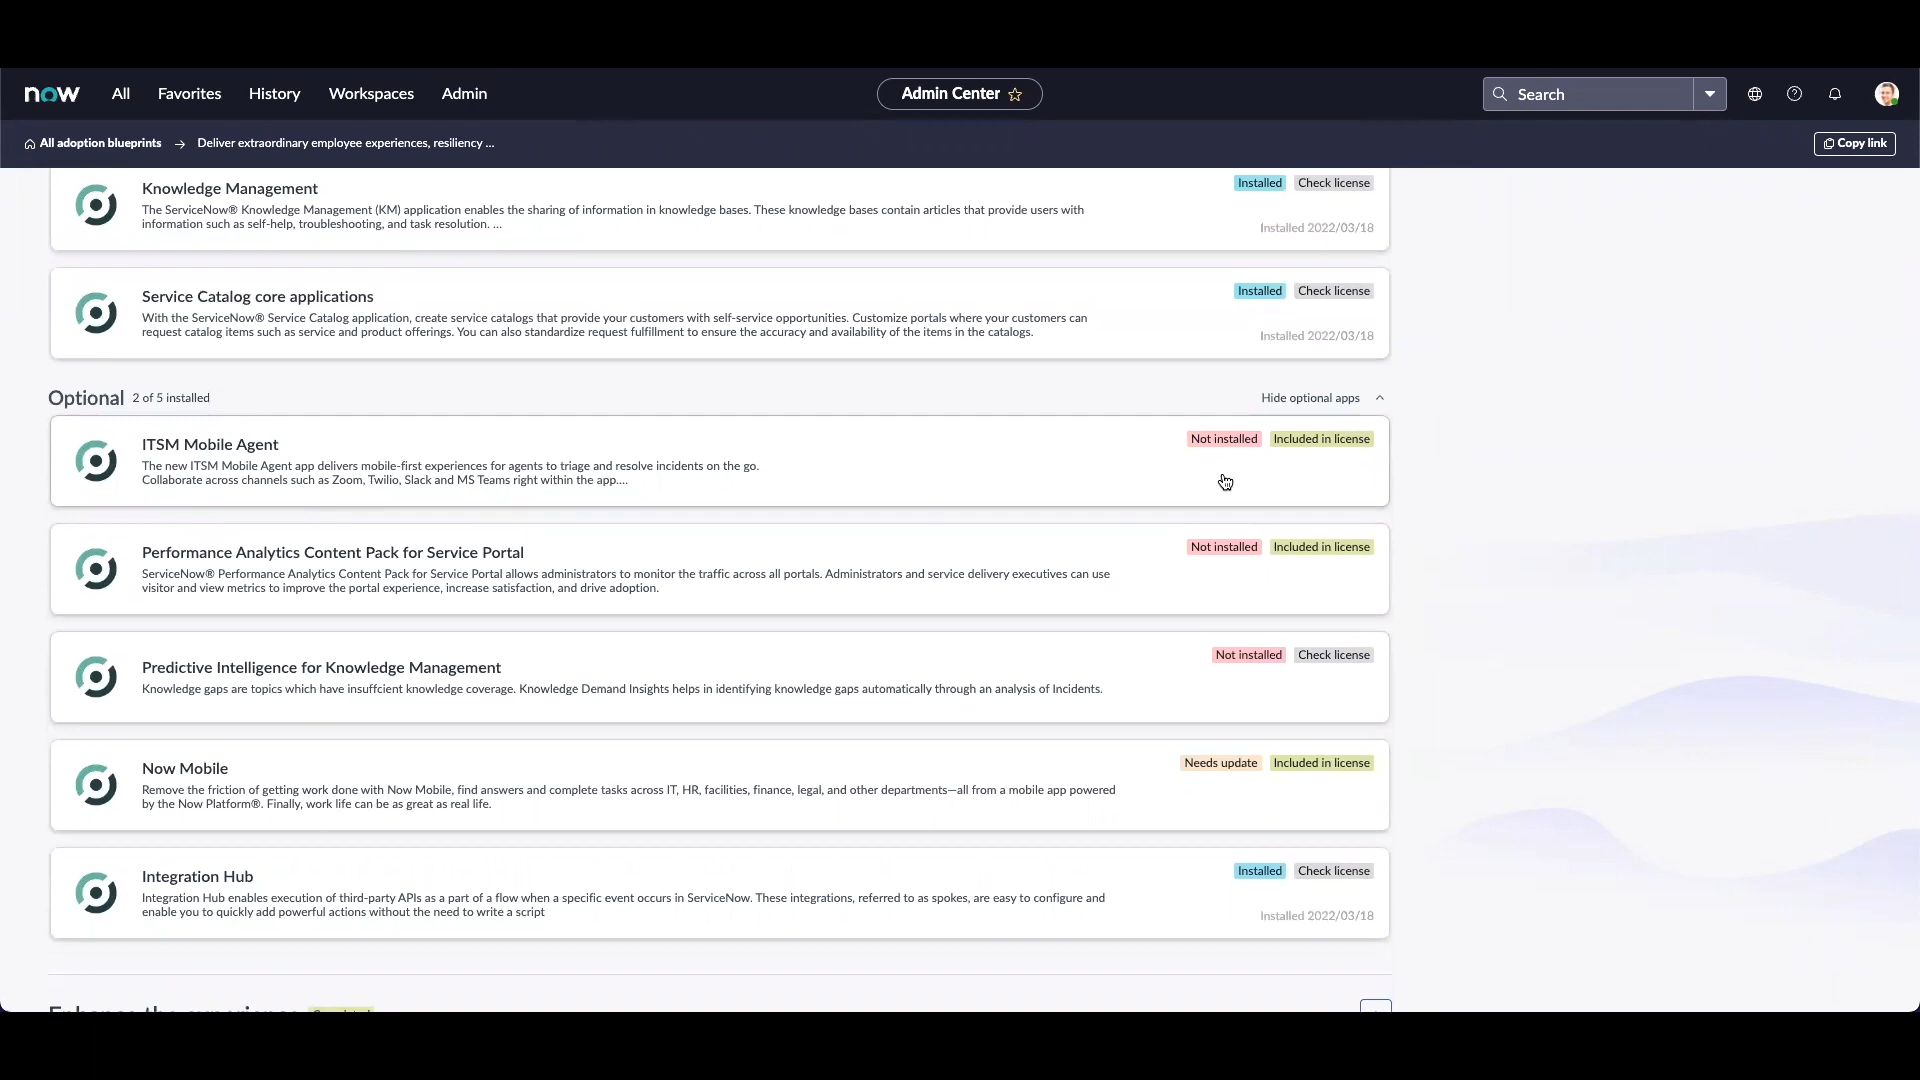 now All Favorites History Workspaces Admin Admin Center Search
All adoption blueprints → Deliver extraordinary employee experiences, resiliency ... Copy link
Knowledge Management Installed Check license
The ServiceNow® Knowledge Management (KM) application enables the sharing of information in knowledge bases. These knowledge bases contain articles that provide users with
information such as self-help, troubleshooting, and task resolution. ...
Installed 2022/03/18
Service Catalog core applications Installed Check license
With the ServiceNow® Service Catalog application, create service catalogs that provide your customers with self-service opportunities. Customize portals where your customers can
request catalog items such as service and product offerings. You can also standardize request fulfillment to ensure the accuracy and availability of the items in the catalogs.
Installed 2022/03/18
Optional 2 of 5 installed Hide optional apps
ITSM Mobile Agent Not installed Included in license
The new ITSM Mobile Agent app delivers mobile-first experiences for agents to triage and resolve incidents on the go.
Collaborate across channels such as Zoom, Twilio, Slack and MS Teams right within the app....
Performance Analytics Content Pack for Service Portal Not installed Included in license
ServiceNow® Performance Analytics Content Pack for Service Portal allows administrators to monitor the traffic across all portals. Administrators and service delivery executives can use
visitor and view metrics to improve the portal experience, increase satisfaction, and drive adoption.
Predictive Intelligence for Knowledge Management Not installed Check license
Knowledge gaps are topics which have insufficient knowledge coverage. Knowledge Demand Insights helps in identifying knowledge gaps automatically through an analysis of Incidents.
Now Mobile Needs update Included in license
Remove the friction of getting work done with Now Mobile, find answers and complete tasks across IT, HR, facilities, finance, legal, and other departments—all from a mobile app powered
by the Now Platform®. Finally, work life can be as great as real life.
Integration Hub Installed Check license
Integration Hub enables execution of third-party APIs as a part of a flow when a specific event occurs in ServiceNow. These integrations, referred to as spokes, are easy to configure and
enable you to quickly add powerful actions without the need to write a script
Installed 2022/03/18
Enhance the experience